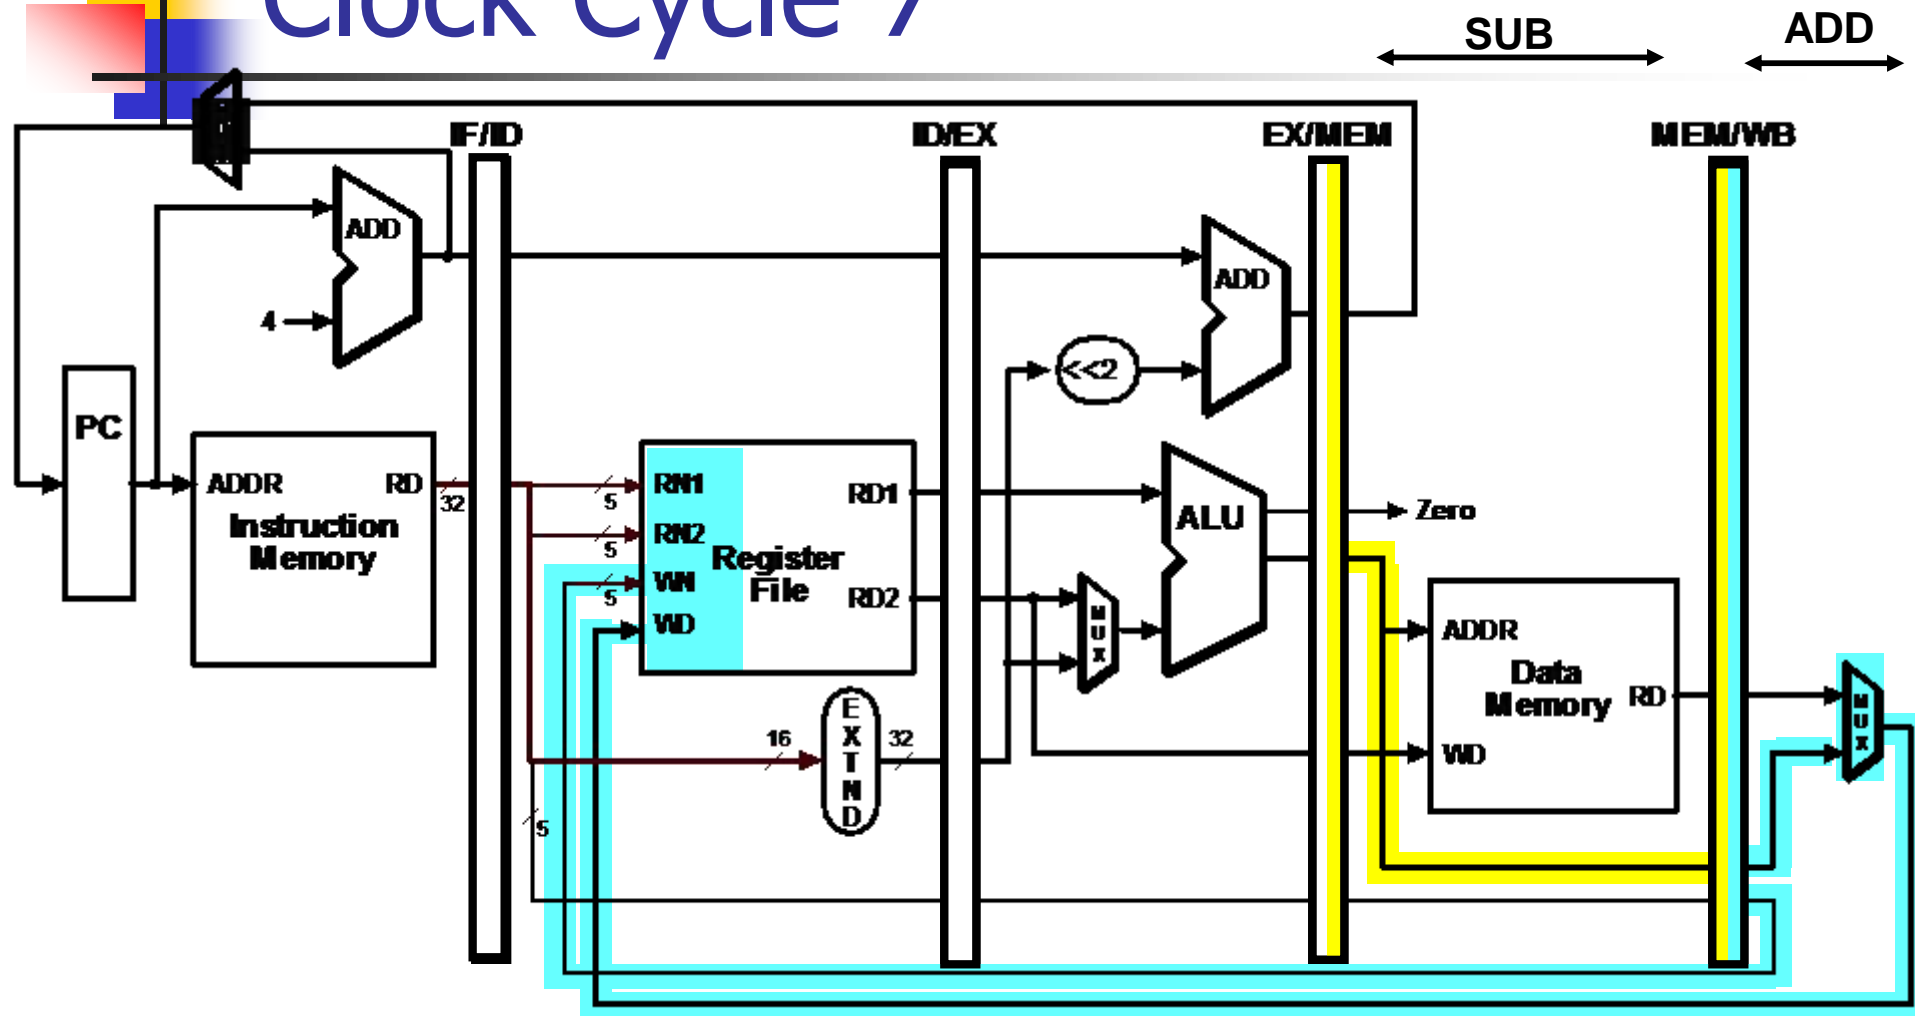 Clock Cycle 7
SUB
ADD
IF/ID
ID/EX
EX/MEM
MEM/WB
ADD
4
ADD
<<2
PC
ADDR
RD
32
Instruction
Memory
5
RN1
5
RN2
5
WN
WD
Register
File
RD1
RD2
ALU
Zero
M
U
X
ADDR
Data
Memory
RD
WD
M
U
X
16
E
X
T
N
D
32
5